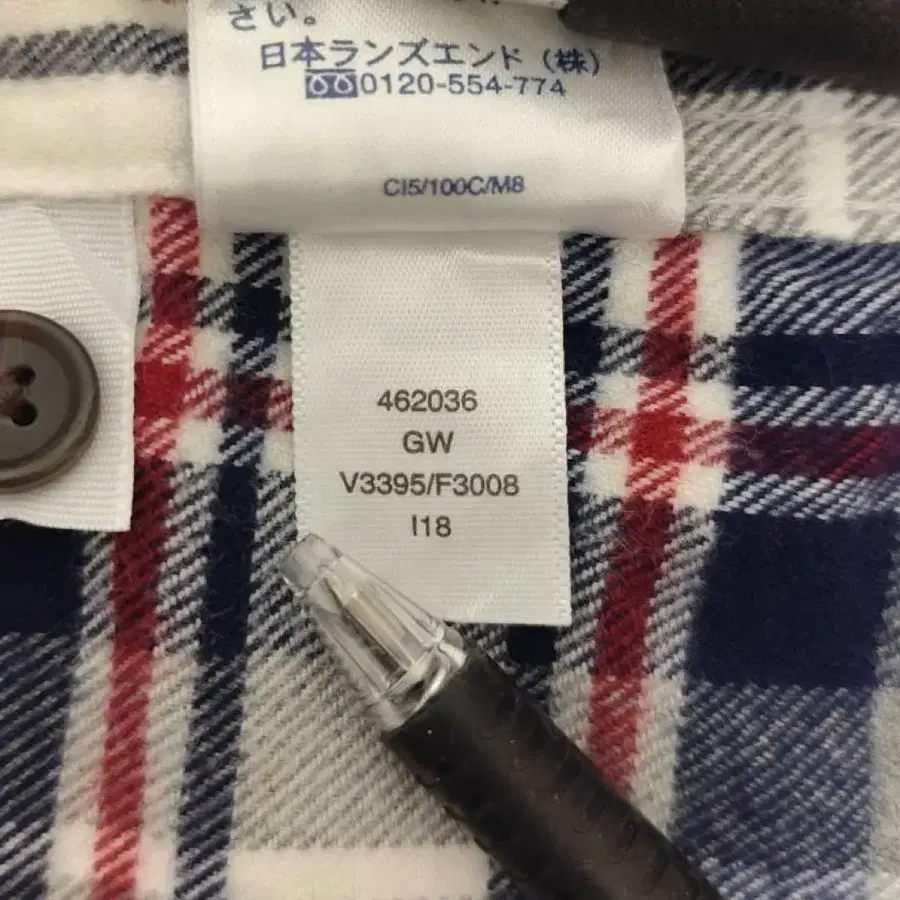 さい。
日本ランズエンド（株）
0120-554-774
CI5/100C/M8
462036
GW
V3395/F3008
I18